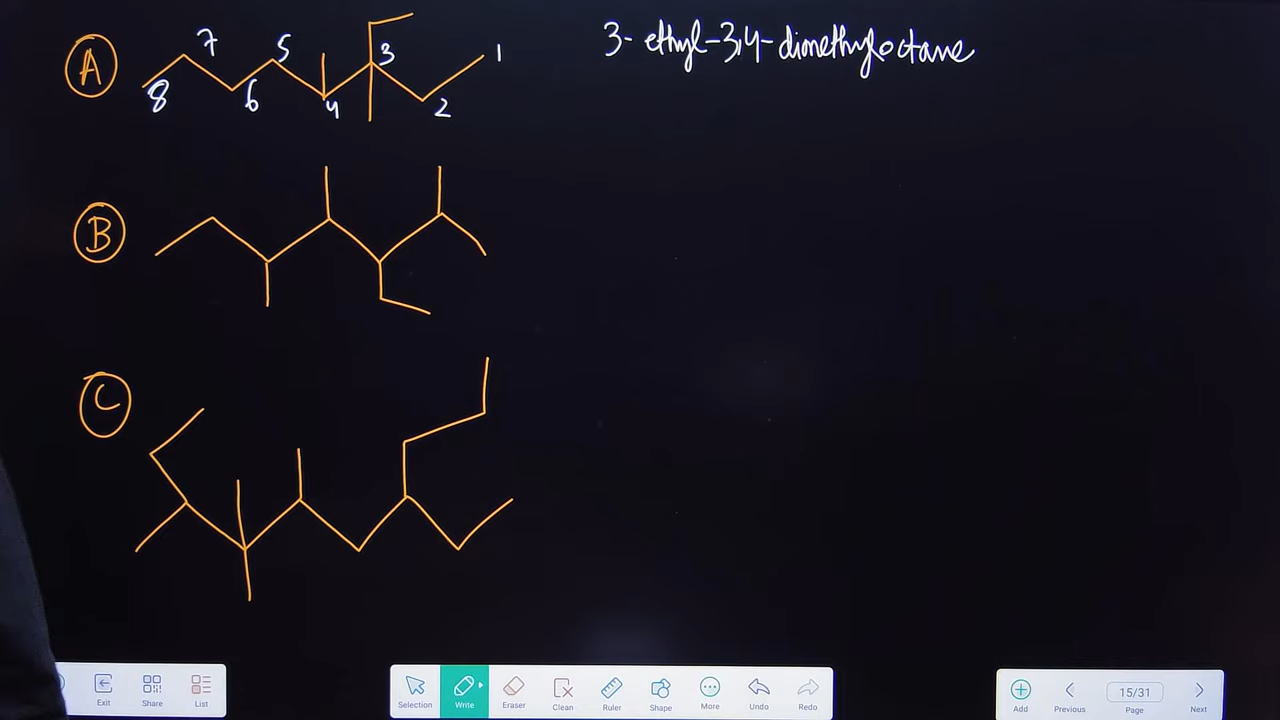 A
7
5
3
1
8
6
4
2
3- ethyl-3,4-dimethyloctane
B
C
Exit
Share
List
Selection
Write
Eraser
Clean
Ruler
Shape
More
Undo
Redo
Add
Previous
15/31
Page
Next